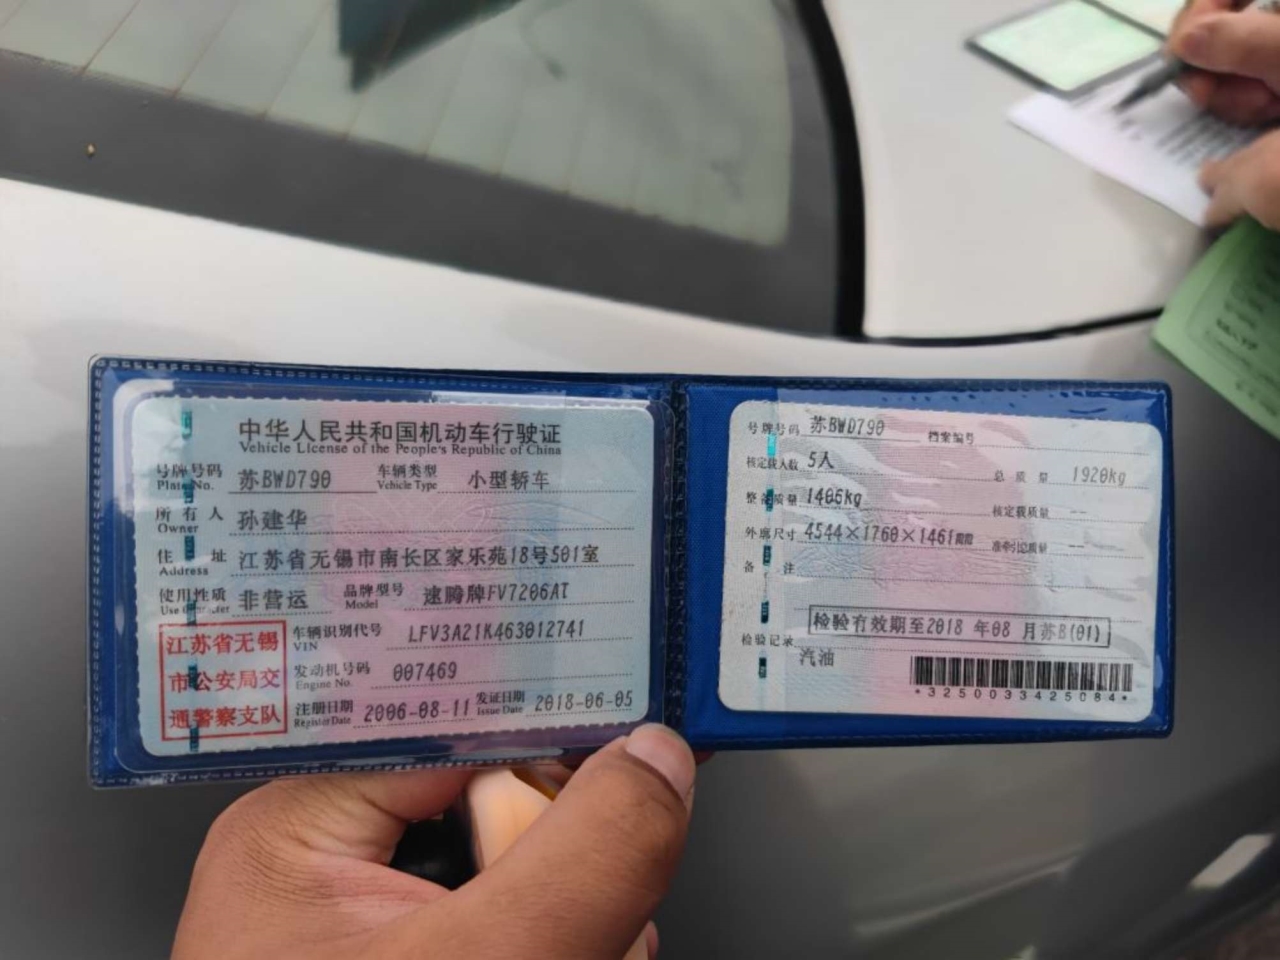 中华人民共和国机动车行驶证
Vehicle License of the People's Republic of China
号牌号码 苏BWD790 车辆类型 小型轿车
Plate No. Vehicle Type
所有人 孙建华
Owner
住址 江苏省无锡市南长区家乐苑18号501室
Address
使用性质 非营运 品牌型号 速腾牌FV7206AT
Use Character Model
江苏省无锡
市公安局交
通警察支队
车辆识别代号 LFV3A21K463012741
VIN
发动机号码 007469
Engine No.
注册日期 2006-08-11 发证日期 2018-06-05
Register Date Issue Date
号牌号码 苏BWD790 档案编号
核定载人数 5人 总质量 1920kg
整备质量 1406kg 核定载质量 --
外廓尺寸 4544×1760×1461mm 准牵引总质量 --
备注
检验有效期至2018 年08 月苏B(01)
检验记录
汽油
*3250033425084*